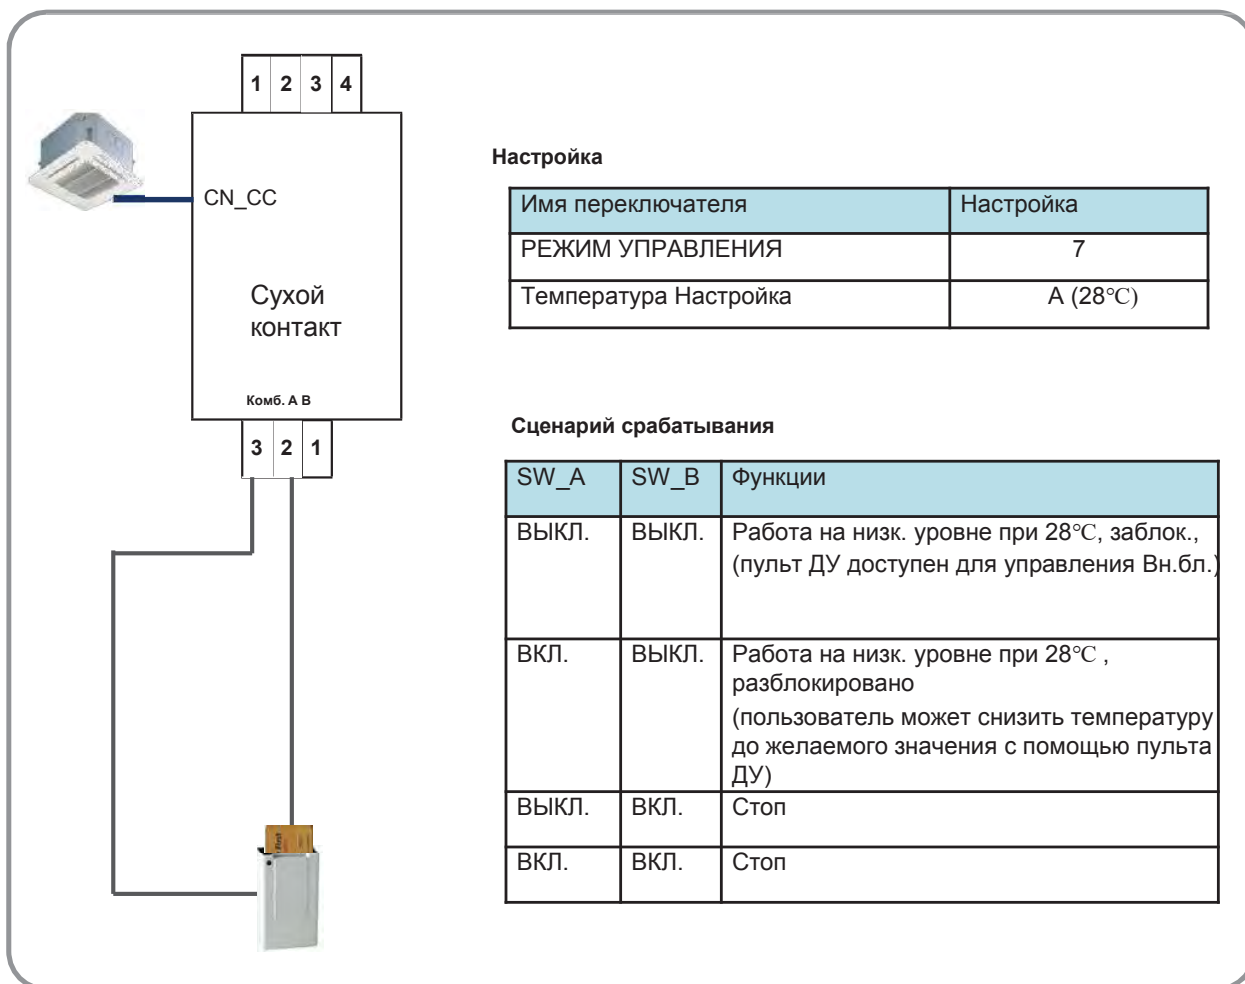 1 2 3 4
CN_CC
Сухой
контакт
Комб. А В
3 2 1
Настройка
Имя переключателя Настройка
РЕЖИМ УПРАВЛЕНИЯ 7
Температура Настройка А (28℃)
Сценарий срабатывания
SW_A SW_B Функции
ВЫКЛ. ВЫКЛ. Работа на низк. уровне при 28℃, заблок.,
(пульт ДУ доступен для управления Вн.бл.)
ВКЛ. ВЫКЛ. Работа на низк. уровне при 28℃ ,
разблокировано
(пользователь может снизить температуру
до желаемого значения с помощью пульта
ДУ)
ВЫКЛ. ВКЛ. Стоп
ВКЛ. ВКЛ. Стоп